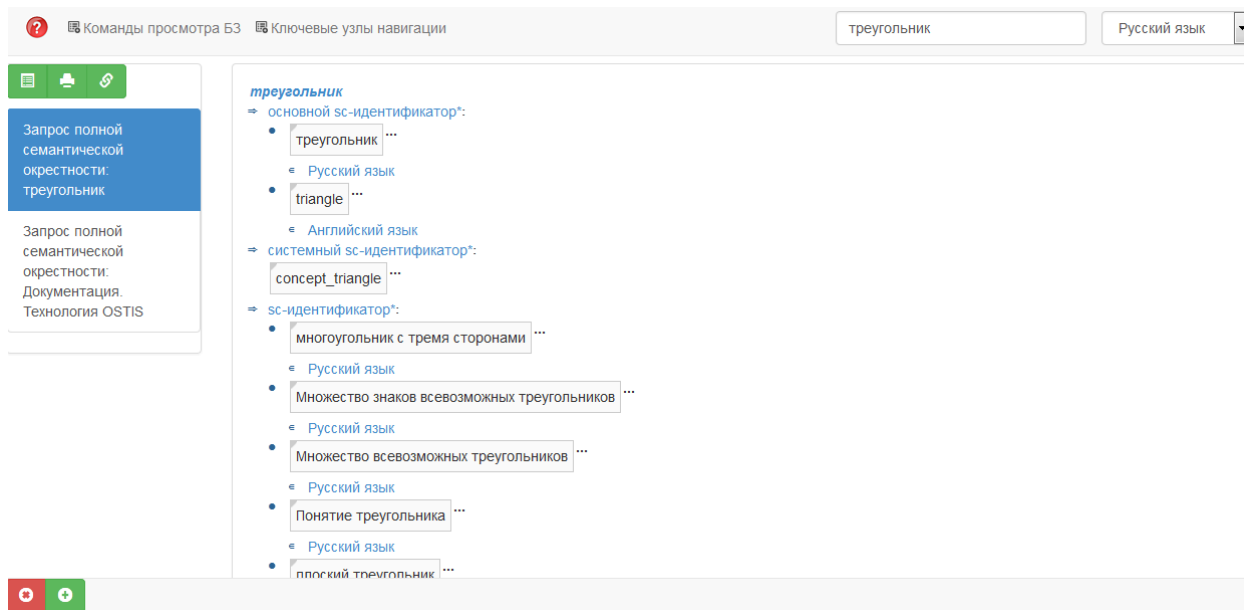 Команды просмотра БЗ Ключевые узлы навигации треугольник Русский язык
Запрос полной
семантической
окрестности:
треугольник
Запрос полной
семантической
окрестности:
Документация.
Технология OSTIS
треугольник
⇒ основной sc-идентификатор*:
• треугольник ...
∈ Русский язык
• triangle ...
∈ Английский язык
⇒ системный sc-идентификатор*:
concept_triangle ...
⇒ sc-идентификатор*:
• многоугольник с тремя сторонами ...
∈ Русский язык
• Множество знаков всевозможных треугольников ...
∈ Русский язык
• Множество всевозможных треугольников ...
∈ Русский язык
• Понятие треугольника ...
∈ Русский язык
• плоский треугольник ...